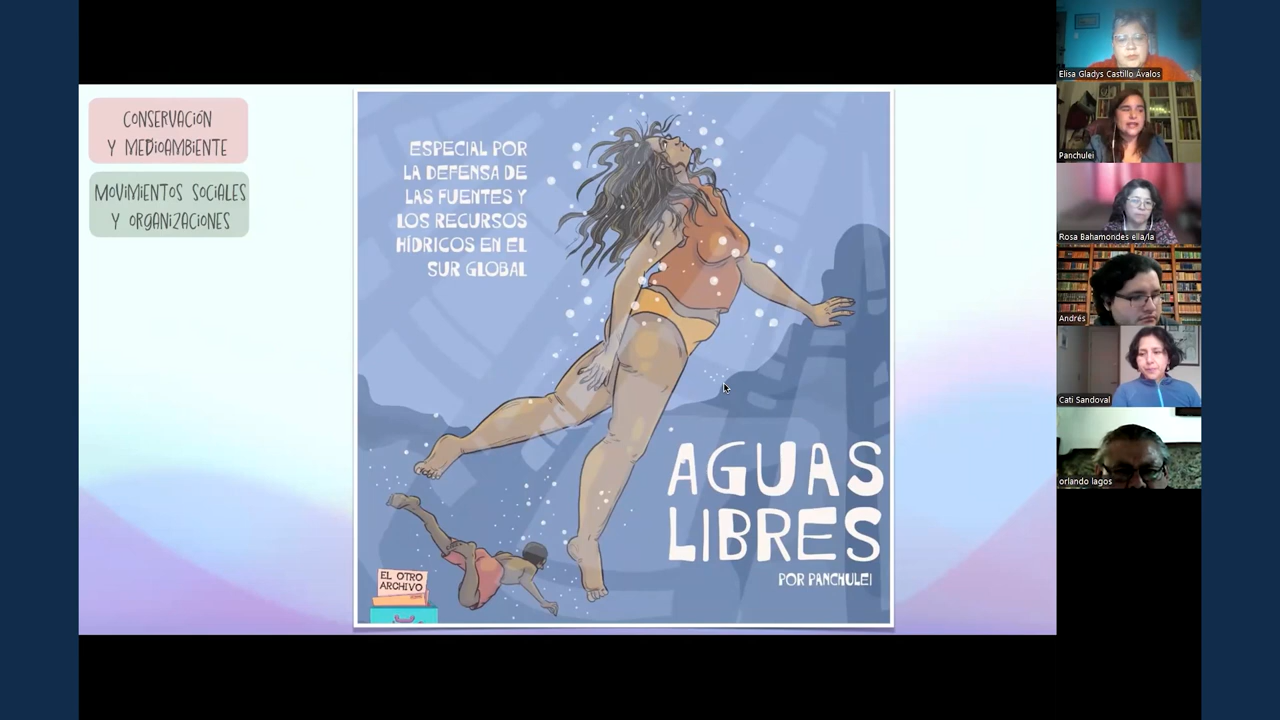 CONSERVACIÓN
Y MEDIOAMBIENTE
MOVIMIENTOS SOCIALES
Y ORGANIZACIONES
ESPECIAL POR
LA DEFENSA DE
LAS FUENTES Y
LOS RECURSOS
HÍDRICOS EN EL
SUR GLOBAL
AGUAS
LIBRES
POR PANCHULEI
EL OTRO
ARCHIVO
Elisa Gladys Castillo Ávalos
Panchulei
Rosa Bahamondes ella/la
Andrés
Cati Sandoval
orlando lagos